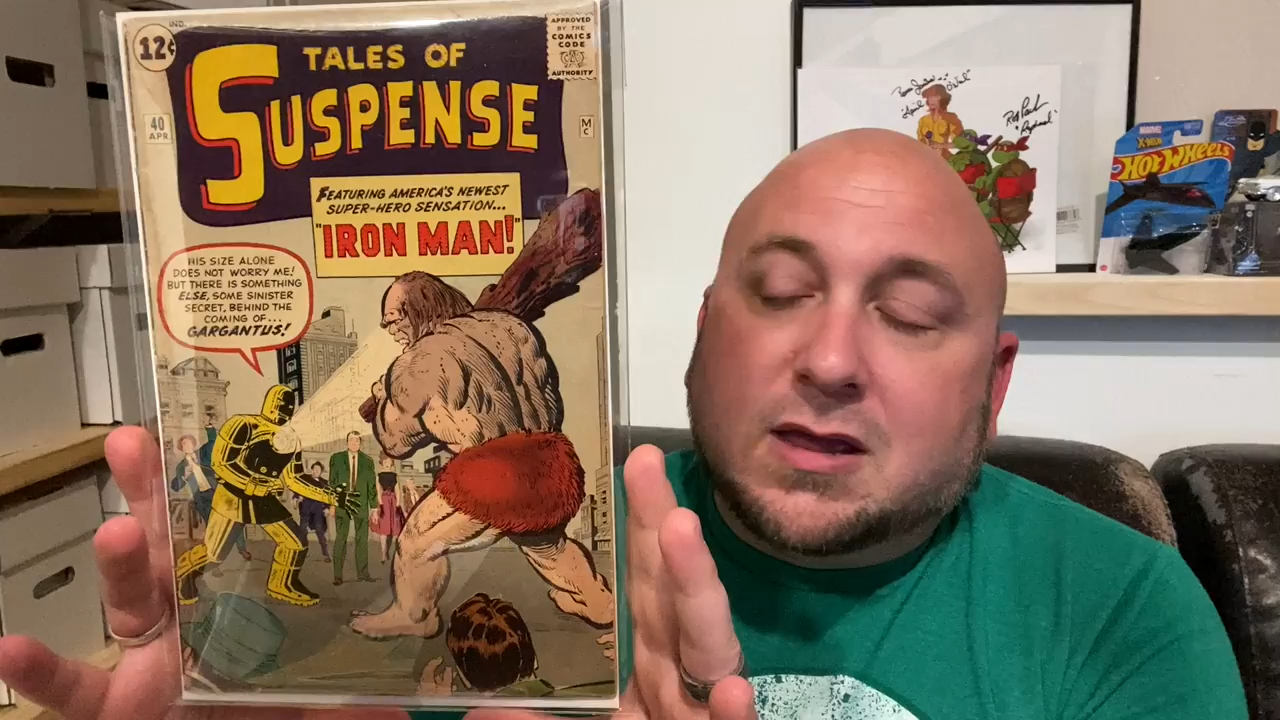 IND.
12¢
TALES OF
SUSPENSE
APPROVED
BY THE
COMICS
CODE
AUTHORITY
40
APR.
M
C
FEATURING AMERICA'S NEWEST
SUPER-HERO SENSATION...
"IRON MAN!"
HIS SIZE ALONE
DOES NOT WORRY ME!
BUT THERE IS SOMETHING
ELSE, SOME SINISTER
SECRET, BEHIND THE
COMING OF...
GARGANTUS!
MARVEL
X-MEN
HOT WHEELS